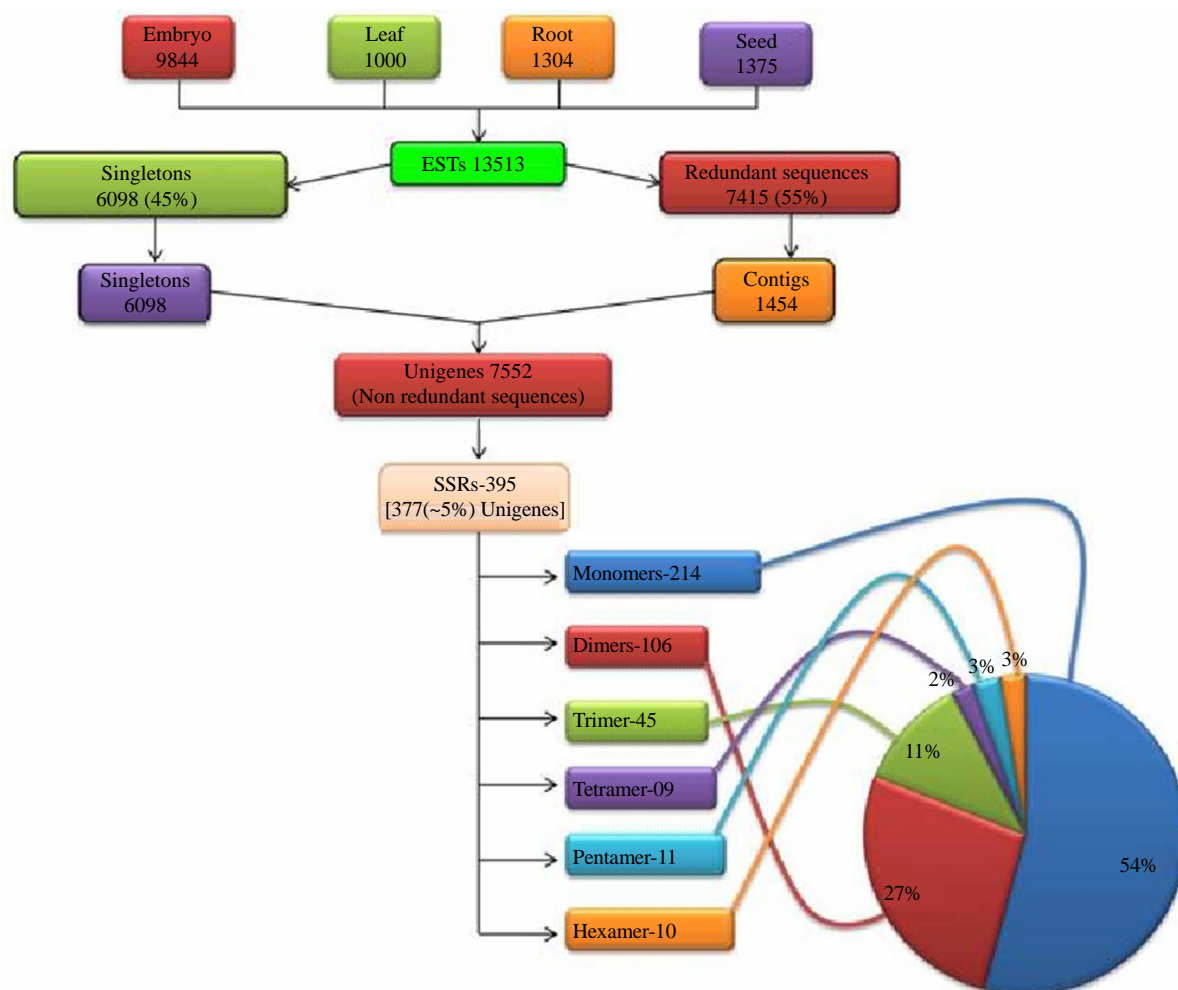 Embryo
9844
Leaf
1000
Root
1304
Seed
1375
ESTs 13513
Singletons
6098 (45%)
Redundant sequences
7415 (55%)
Singletons
6098
Contigs
1454
Unigenes 7552
(Non redundant sequences)
SSRs-395
[377(~5%) Unigenes]
Monomers-214
Dimers-106
Trimer-45
Tetramer-09
Pentamer-11
Hexamer-10
2%
3%
3%
11%
27%
54%